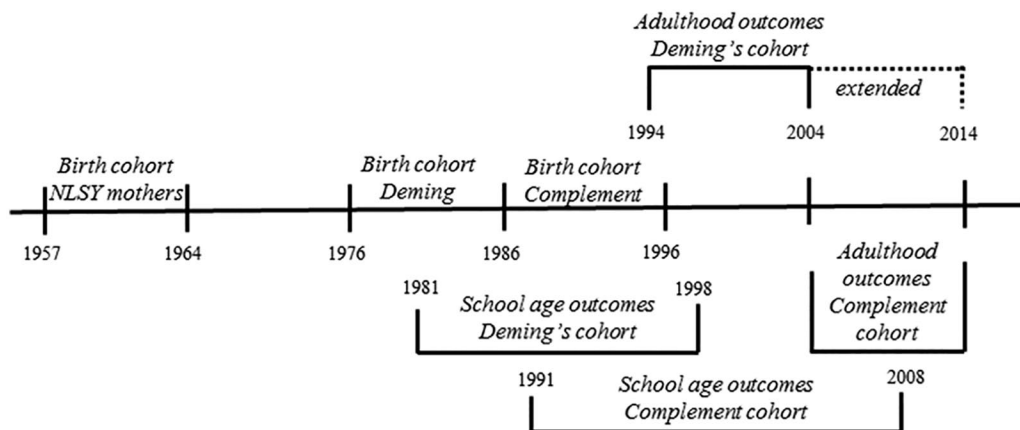 Adulthood outcomes
Deming's cohort
extended
1994
2004
2014
Birth cohort
NLSY mothers
Birth cohort
Deming
Birth cohort
Complement
1957
1964
1976
1986
1996
Adulthood
outcomes
Complement
cohort
1981
1998
School age outcomes
Deming's cohort
1991
2008
School age outcomes
Complement cohort